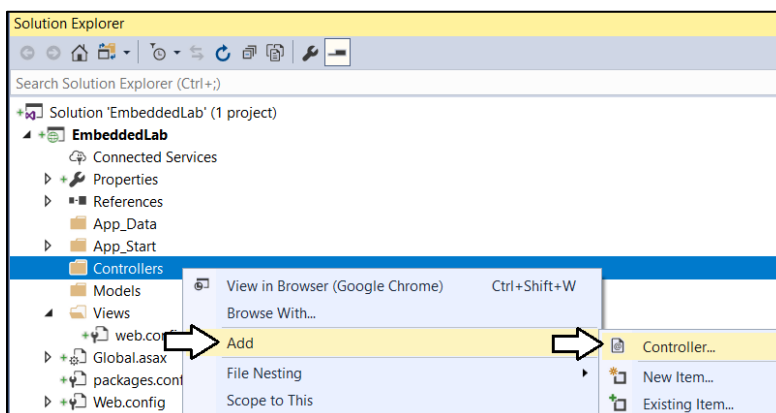 Solution Explorer
Search Solution Explorer (Ctrl+;)
Solution 'EmbeddedLab' (1 project)
EmbeddedLab
Connected Services
Properties
References
App_Data
App_Start
Controllers
Models
Views
web.confi
Global.asax
packages.conf
Web.config
View in Browser (Google Chrome) Ctrl+Shift+W
Browse With...
Add
File Nesting
Scope to This
Controller...
New Item...
Existing Item...